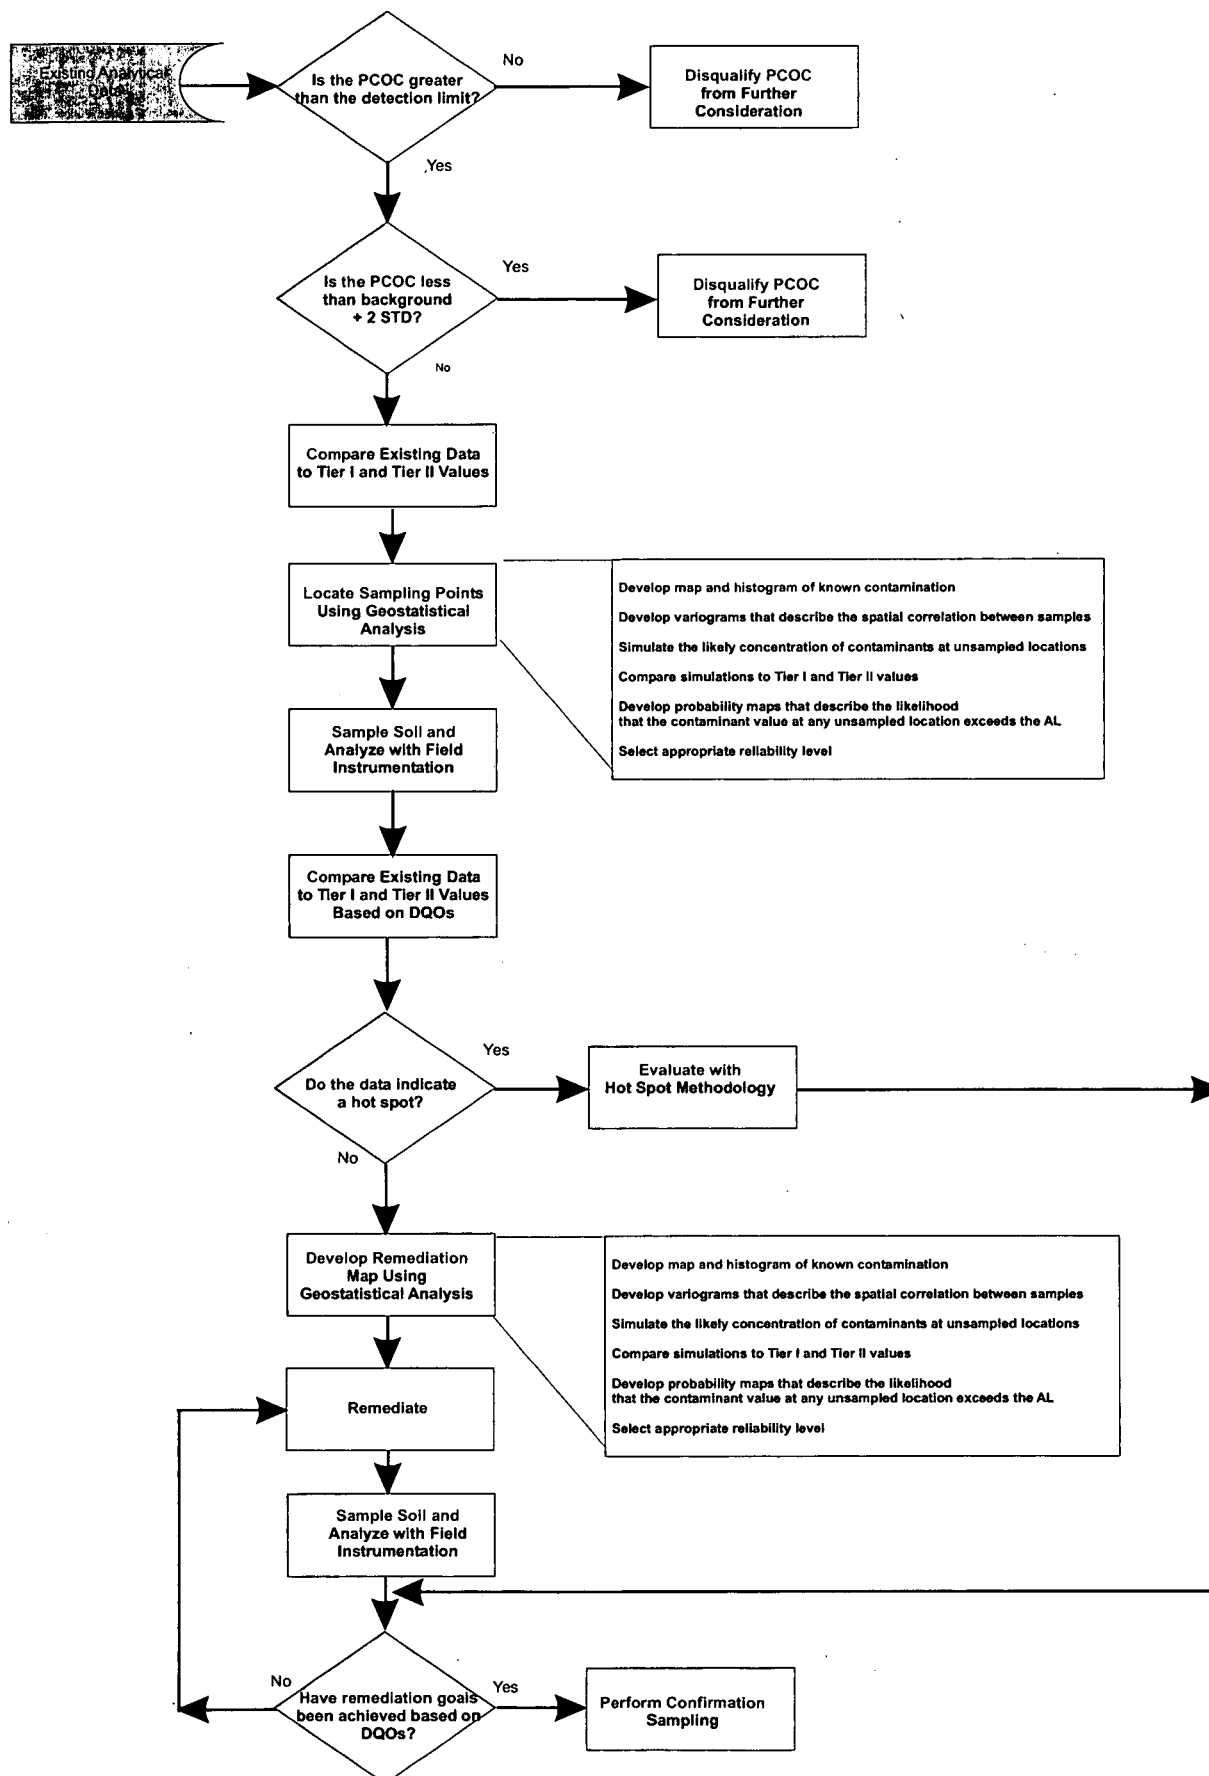 Existing Analytical
Data
Is the PCOC greater
than the detection limit?
No
Disqualify PCOC
from Further
Consideration
Yes
Is the PCOC less
than background
+ 2 STD?
Yes
Disqualify PCOC
from Further
Consideration
No
Compare Existing Data
to Tier I and Tier II Values
Locate Sampling Points
Using Geostatistical
Analysis
Develop map and histogram of known contamination
Develop variograms that describe the spatial correlation between samples
Simulate the likely concentration of contaminants at unsampled locations
Compare simulations to Tier I and Tier II values
Develop probability maps that describe the likelihood
that the contaminant value at any unsampled location exceeds the AL
Select appropriate reliability level
Sample Soil and
Analyze with Field
Instrumentation
Compare Existing Data
to Tier I and Tier II Values
Based on DQOs
Do the data indicate
a hot spot?
Yes
Evaluate with
Hot Spot Methodology
No
Develop Remediation
Map Using
Geostatistical Analysis
Develop map and histogram of known contamination
Develop variograms that describe the spatial correlation between samples
Simulate the likely concentration of contaminants at unsampled locations
Compare simulations to Tier I and Tier II values
Develop probability maps that describe the likelihood
that the contaminant value at any unsampled location exceeds the AL
Select appropriate reliability level
Remediate
Sample Soil and
Analyze with Field
Instrumentation
No
Have remediation goals
been achieved based on
DQOs?
Yes
Perform Confirmation
Sampling